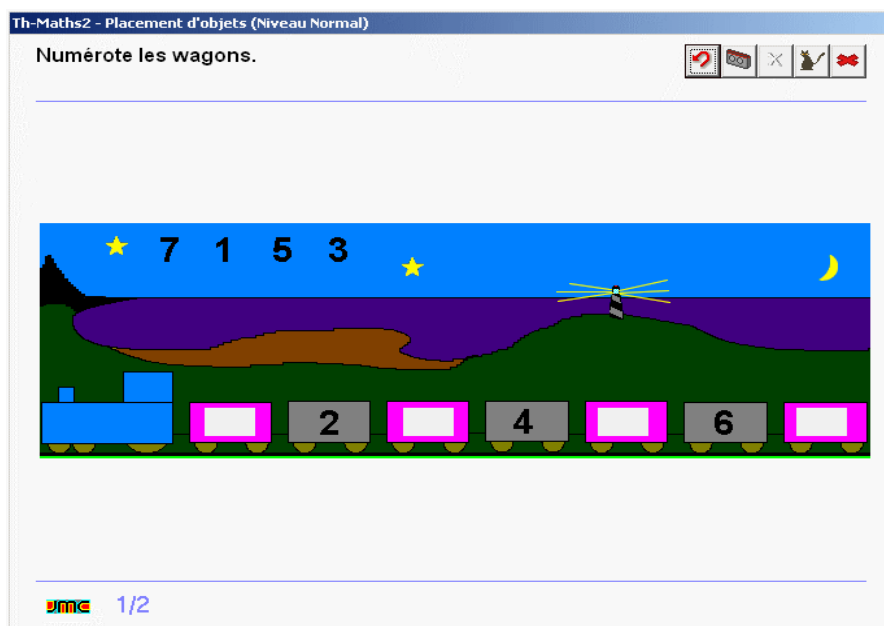 Th-Maths2 - Placement d'objets (Niveau Normal)
Numérote les wagons.
7 1 5 3
2 4 6
JMC 1/2